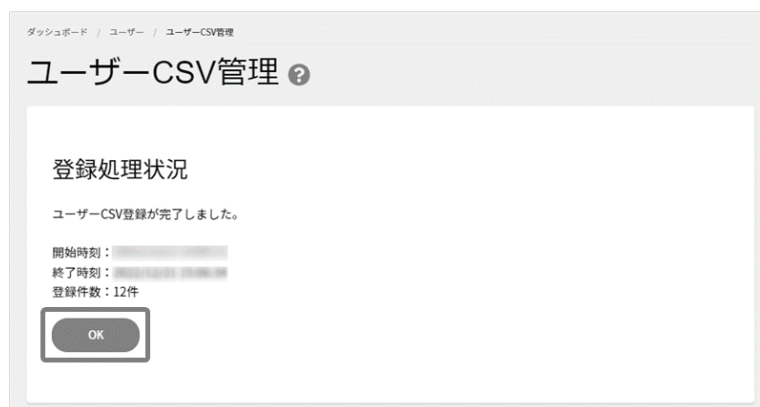 ダッシュボード / ユーザー / ユーザーCSV管理
ユーザーCSV管理 ?
登録処理状況
ユーザーCSV登録が完了しました。
開始時刻：
終了時刻：
登録件数：12件
OK